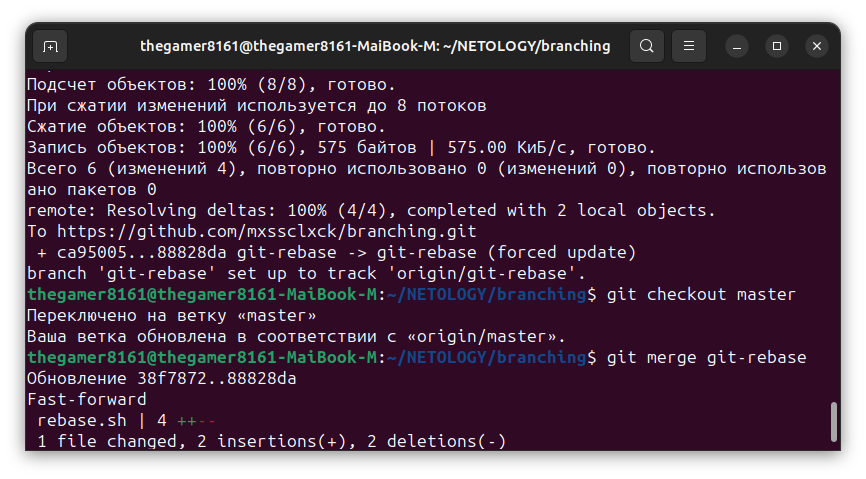 thegamer8161@thegamer8161-MaiBook-M: ~/NETOLOGY/branching
Подсчет объектов: 100% (8/8), готово.
При сжатии изменений используется до 8 потоков
Сжатие объектов: 100% (6/6), готово.
Запись объектов: 100% (6/6), 575 байтов | 575.00 КиБ/с, готово.
Всего 6 (изменений 4), повторно использовано 0 (изменений 0), повторно использов
ано пакетов 0
remote: Resolving deltas: 100% (4/4), completed with 2 local objects.
To https://github.com/mxssclxck/branching.git
 + ca95005...88828da git-rebase -> git-rebase (forced update)
branch 'git-rebase' set up to track 'origin/git-rebase'.
thegamer8161@thegamer8161-MaiBook-M:~/NETOLOGY/branching$ git checkout master
Переключено на ветку «master»
Ваша ветка обновлена в соответствии с «origin/master».
thegamer8161@thegamer8161-MaiBook-M:~/NETOLOGY/branching$ git merge git-rebase
Обновление 38f7872..88828da
Fast-forward
 rebase.sh | 4 ++--
 1 file changed, 2 insertions(+), 2 deletions(-)